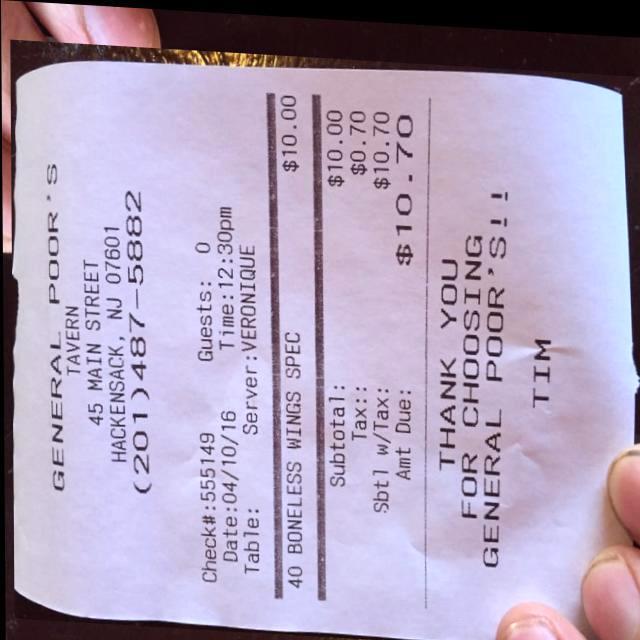 GENERAL POOR'S
TAVERN
45 MAIN STREET
HACKENSACK, NJ 07601
(201)487-5882
Check#:555149 Guests: 0
Date:04/10/16 Time:12:30pm
Table: Server:VERONIQUE
40 BONELESS WINGS SPEC $10.00
Subtotal: $10.00
Tax:: $0.70
Sbtl w/Tax: $10.70
Amt Due: $10.70
THANK YOU
FOR CHOOSING
GENERAL POOR'S!!
TIM